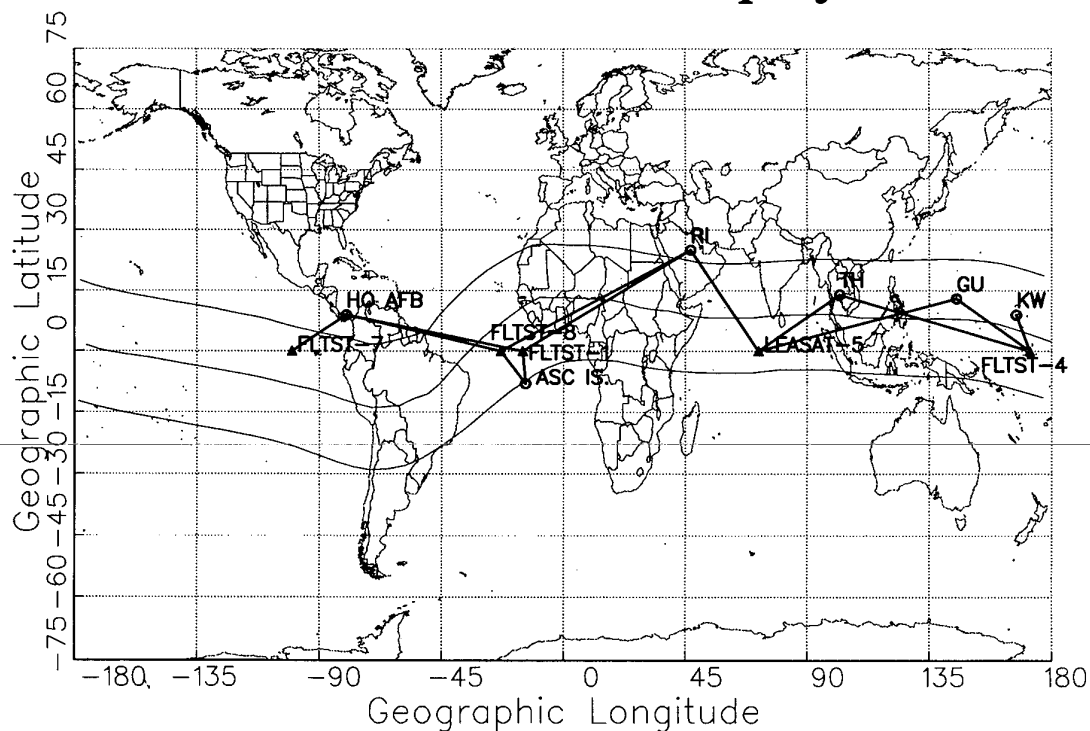 75
60
45
30
15
0
-15
-30
-45
-60
-75
Geographic Latitude
RI
TH
GU
KW
HO AFB
FLTST-7
FLTST-8
FLTST-1
LEASAT-5
FLTST-4
ASC IS.
-180 -135 -90 -45 0 45 90 135 180
Geographic Longitude